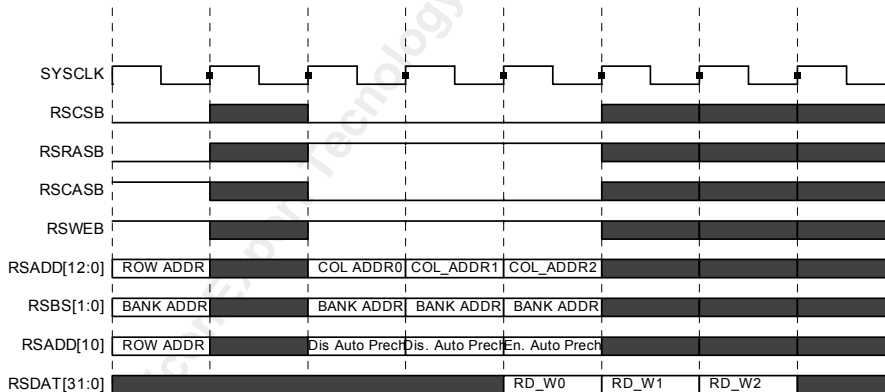 SYSCLK
RSCSB
RSRASB
RSCASB
RSWEB
RSADD[12:0] ROW ADDR COL ADDR0 COL_ADDR1 COL_ADDR2
RSBS[1:0] BANK ADDR BANK ADDR BANK ADDR BANK ADDR
RSADD[10] ROW ADDR Dis Auto Prech Dis. Auto Prech En. Auto Prech
RSDAT[31:0] RD_W0 RD_W1 RD_W2